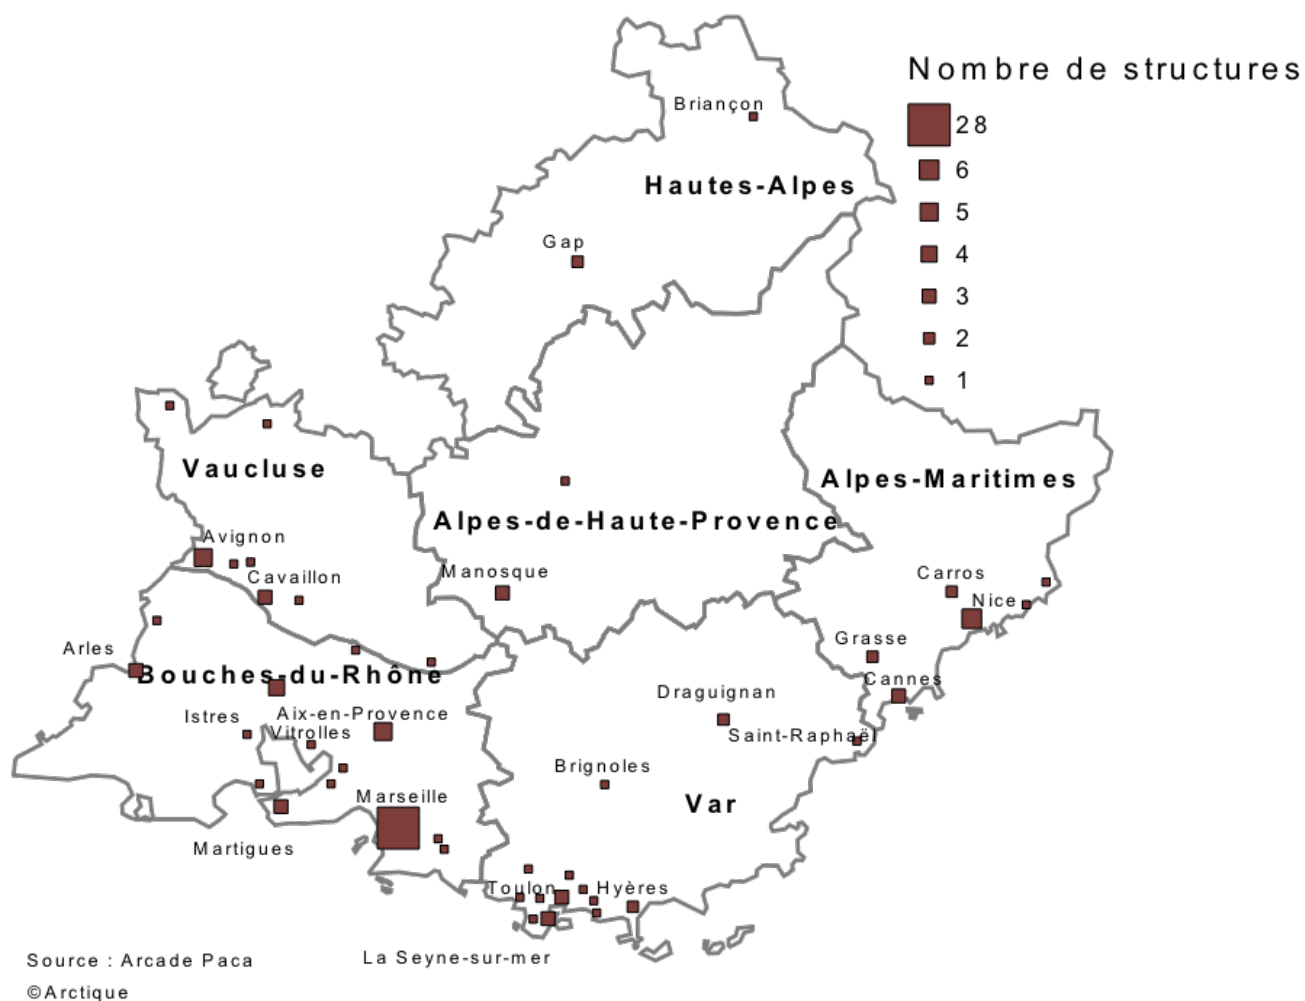 Nombre de structures
28
6
5
4
3
2
1
Briançon
Hautes-Alpes
Gap
Vaucluse
Alpes-Maritimes
Alpes-de-Haute-Provence
Avignon
Cavaillon
Manosque
Carros
Nice
Grasse
Arles
Bouches-du-Rhône
Cannes
Draguignan
Istres
Aix-en-Provence
Vitrolles
Saint-Raphaël
Brignoles
Marseille
Var
Martigues
Toulon
Hyères
La Seyne-sur-mer
Source : Arcade Paca
©Arctique